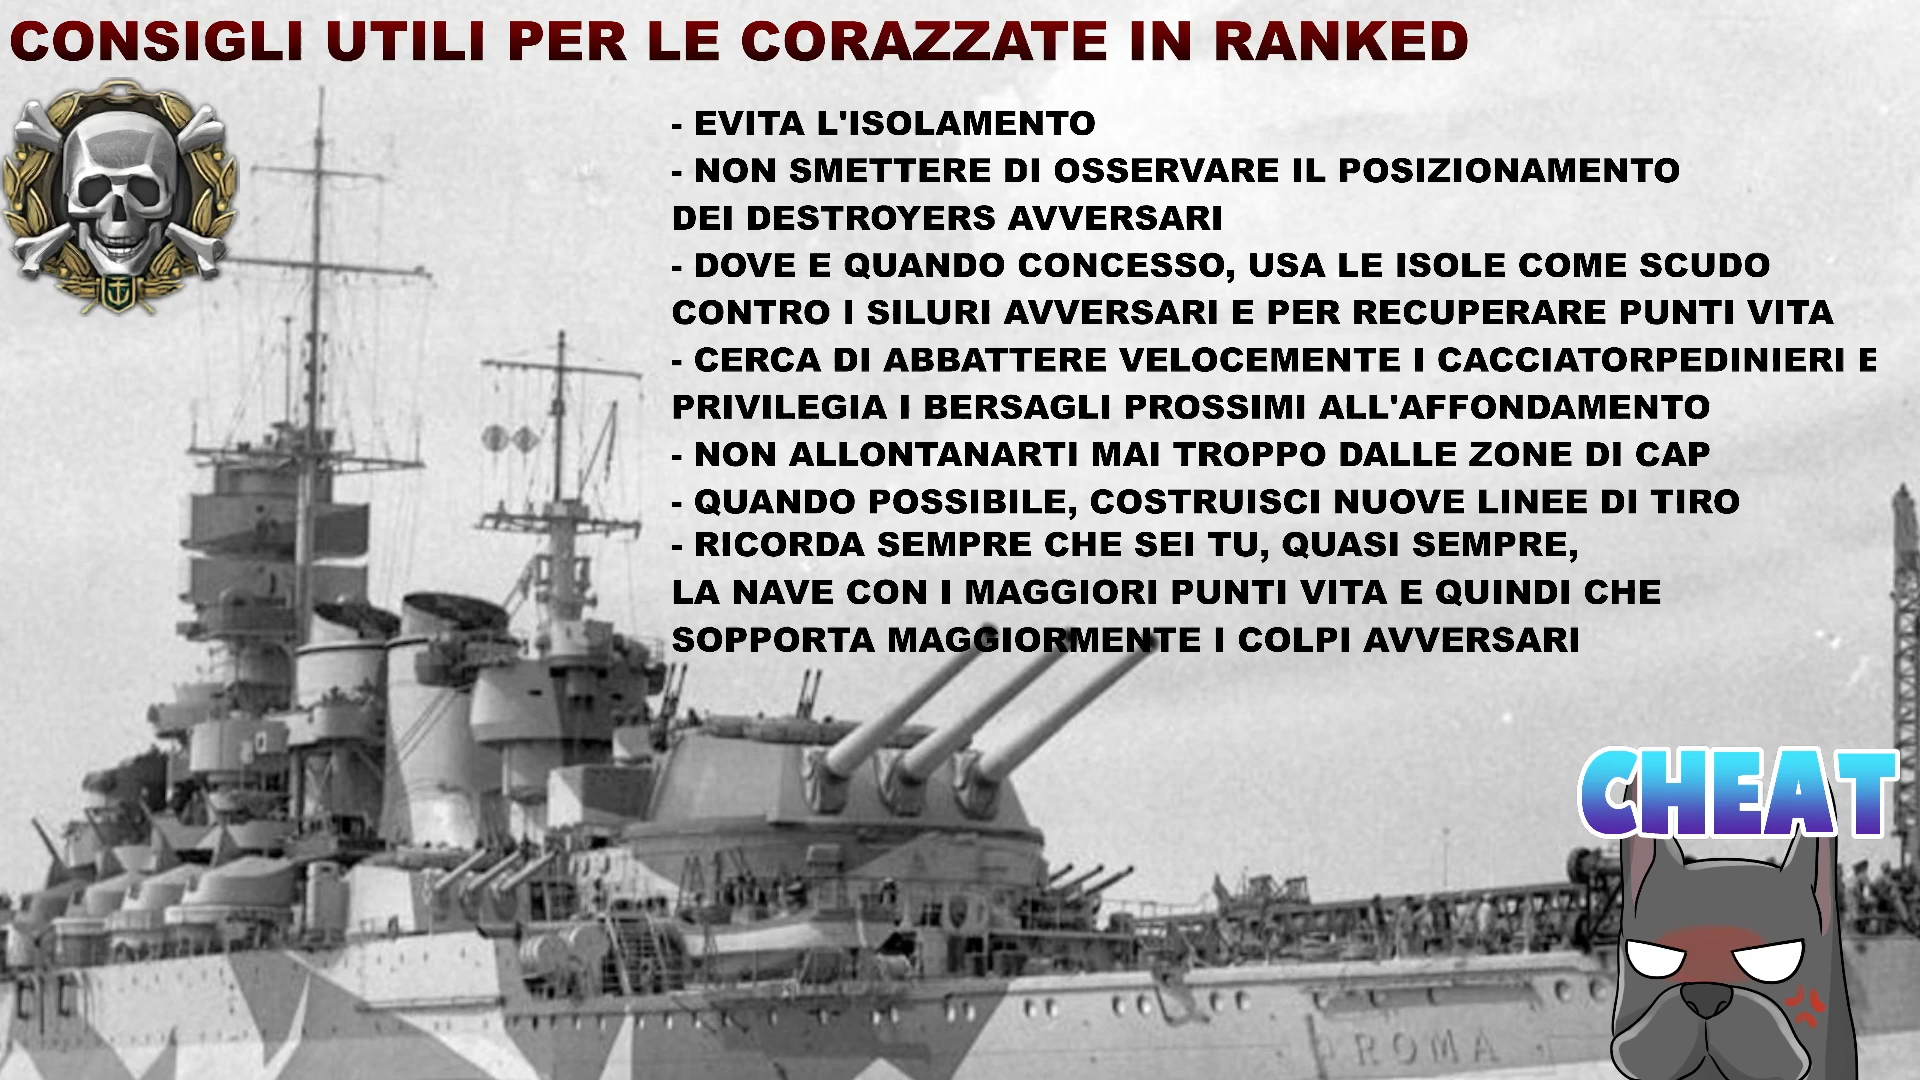 CONSIGLI UTILI PER LE CORAZZATE IN RANKED
- EVITA L'ISOLAMENTO
- NON SMETTERE DI OSSERVARE IL POSIZIONAMENTO
DEI DESTROYERS AVVERSARI
- DOVE E QUANDO CONCESSO, USA LE ISOLE COME SCUDO
CONTRO I SILURI AVVERSARI E PER RECUPERARE PUNTI VITA
- CERCA DI ABBATTERE VELOCEMENTE I CACCIATORPEDINIERI E
PRIVILEGIA I BERSAGLI PROSSIMI ALL'AFFONDAMENTO
- NON ALLONTANARTI MAI TROPPO DALLE ZONE DI CAP
- QUANDO POSSIBILE, COSTRUISCI NUOVE LINEE DI TIRO
- RICORDA SEMPRE CHE SEI TU, QUASI SEMPRE,
LA NAVE CON I MAGGIORI PUNTI VITA E QUINDI CHE
SOPPORTA MAGGIORMENTE I COLPI AVVERSARI
CHEAT
ROMA